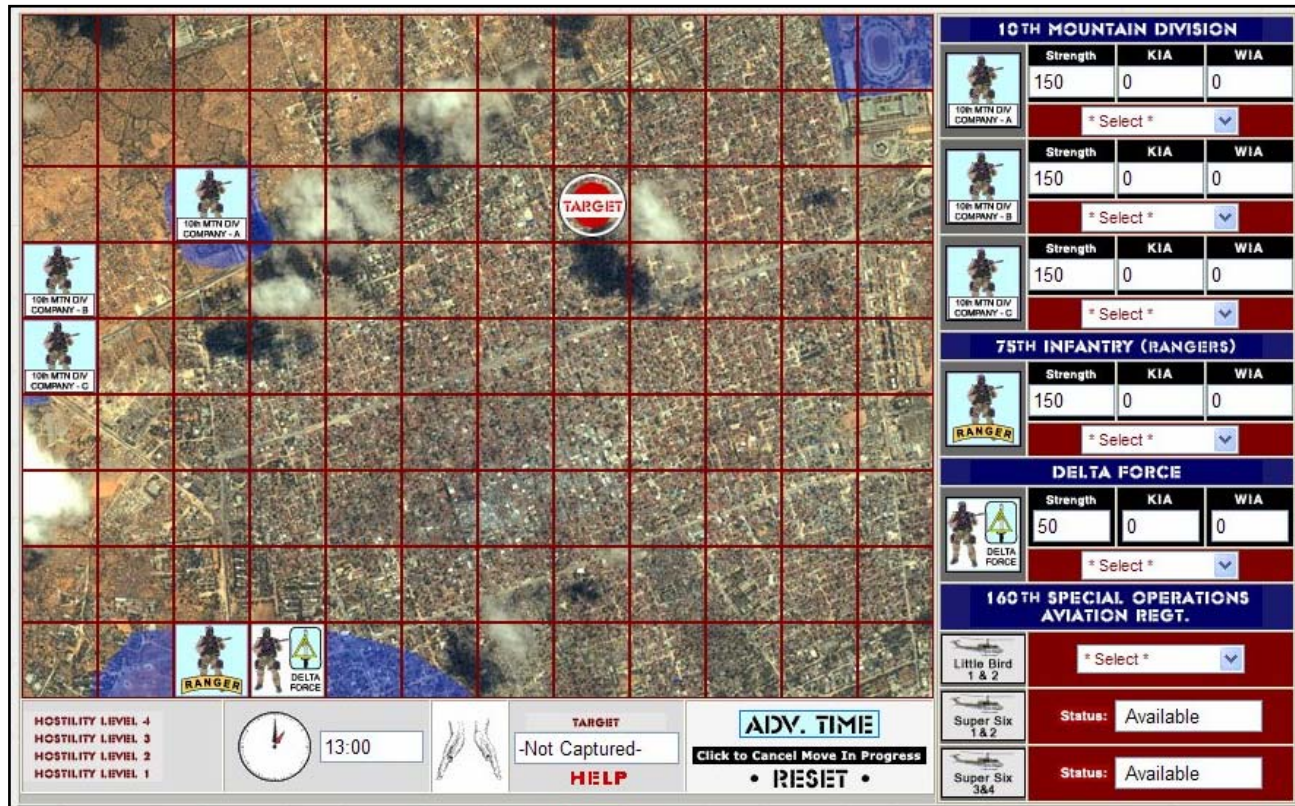 10TH MOUNTAIN DIVISION
Strength KIA WIA
10th MTN DIV
COMPANY - A
150 0 0
* Select *
Strength KIA WIA
10th MTN DIV
COMPANY - B
150 0 0
* Select *
Strength KIA WIA
10th MTN DIV
COMPANY - C
150 0 0
* Select *
75TH INFANTRY (RANGERS)
Strength KIA WIA
RANGER
150 0 0
* Select *
DELTA FORCE
Strength KIA WIA
DELTA
FORCE
50 0 0
* Select *
160TH SPECIAL OPERATIONS
AVIATION REGT.
Little Bird
1 & 2
* Select *
Super Six
1 & 2
Status: Available
Super Six
3&4
Status: Available
10th MTN DIV
COMPANY - A
TARGET
10th MTN DIV
COMPANY - B
10th MTN DIV
COMPANY - C
RANGER
DELTA
FORCE
HOSTILITY LEVEL 4
HOSTILITY LEVEL 3
HOSTILITY LEVEL 2
HOSTILITY LEVEL 1
13:00
TARGET
-Not Captured-
HELP
ADV. TIME
Click to Cancel Move In Progress
• RESET •